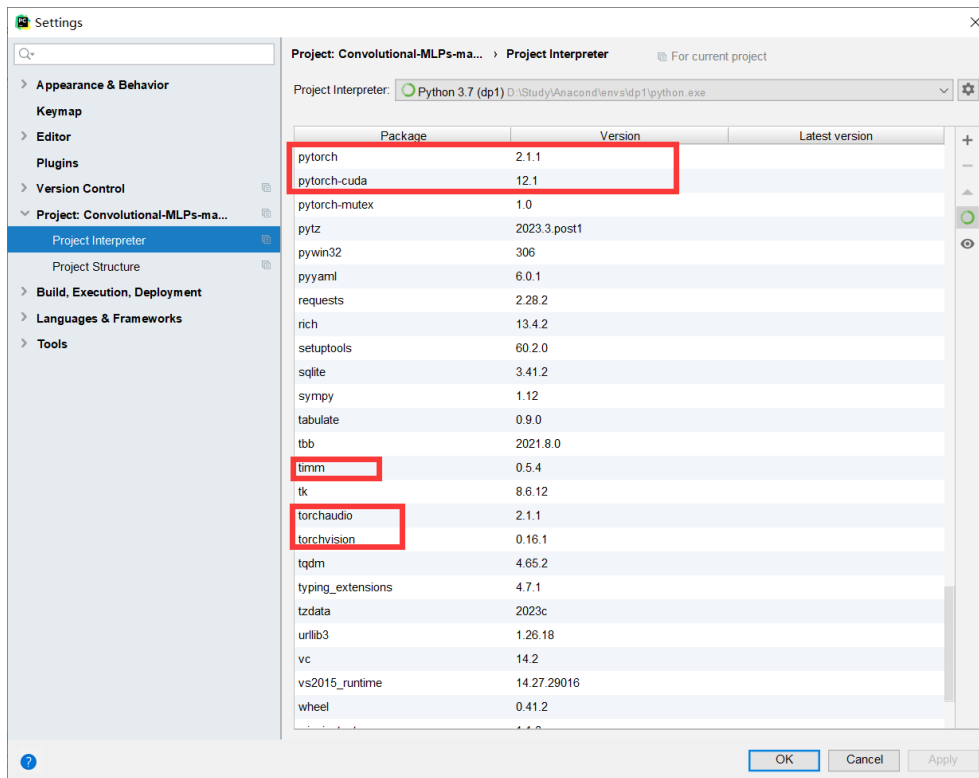 Settings
Project: Convolutional-MLPs-ma... › Project Interpreter For current project
Appearance & Behavior
Keymap
Editor
Plugins
Version Control
Project: Convolutional-MLPs-ma...
Project Interpreter
Project Structure
Build, Execution, Deployment
Languages & Frameworks
Tools
Project Interpreter: Python 3.7 (dp1) D:\Study\Anacond\envs\dp1\python.exe
Package Version Latest version
pytorch 2.1.1
pytorch-cuda 12.1
pytorch-mutex 1.0
pytz 2023.3.post1
pywin32 306
pyyaml 6.0.1
requests 2.28.2
rich 13.4.2
setuptools 60.2.0
sqlite 3.41.2
sympy 1.12
tabulate 0.9.0
tbb 2021.8.0
timm 0.5.4
tk 8.6.12
torchaudio 2.1.1
torchvision 0.16.1
tqdm 4.65.2
typing_extensions 4.7.1
tzdata 2023c
urllib3 1.26.18
vc 14.2
vs2015_runtime 14.27.29016
wheel 0.41.2
? OK Cancel Apply